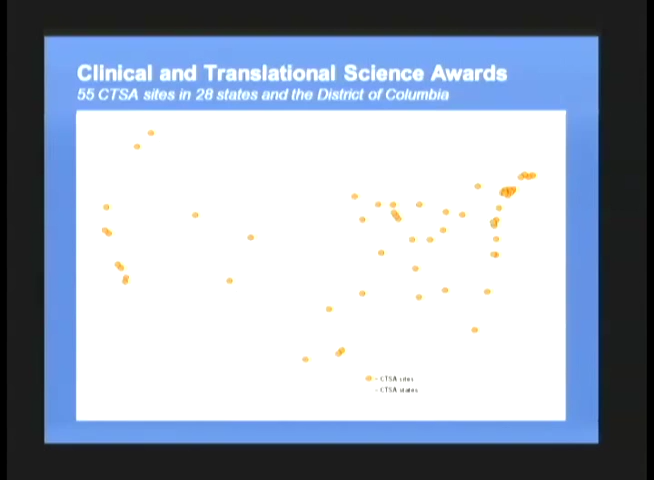 Clinical and Translational Science Awards
55 CTSA sites in 28 states and the District of Columbia
- CTSA sites
- CTSA states